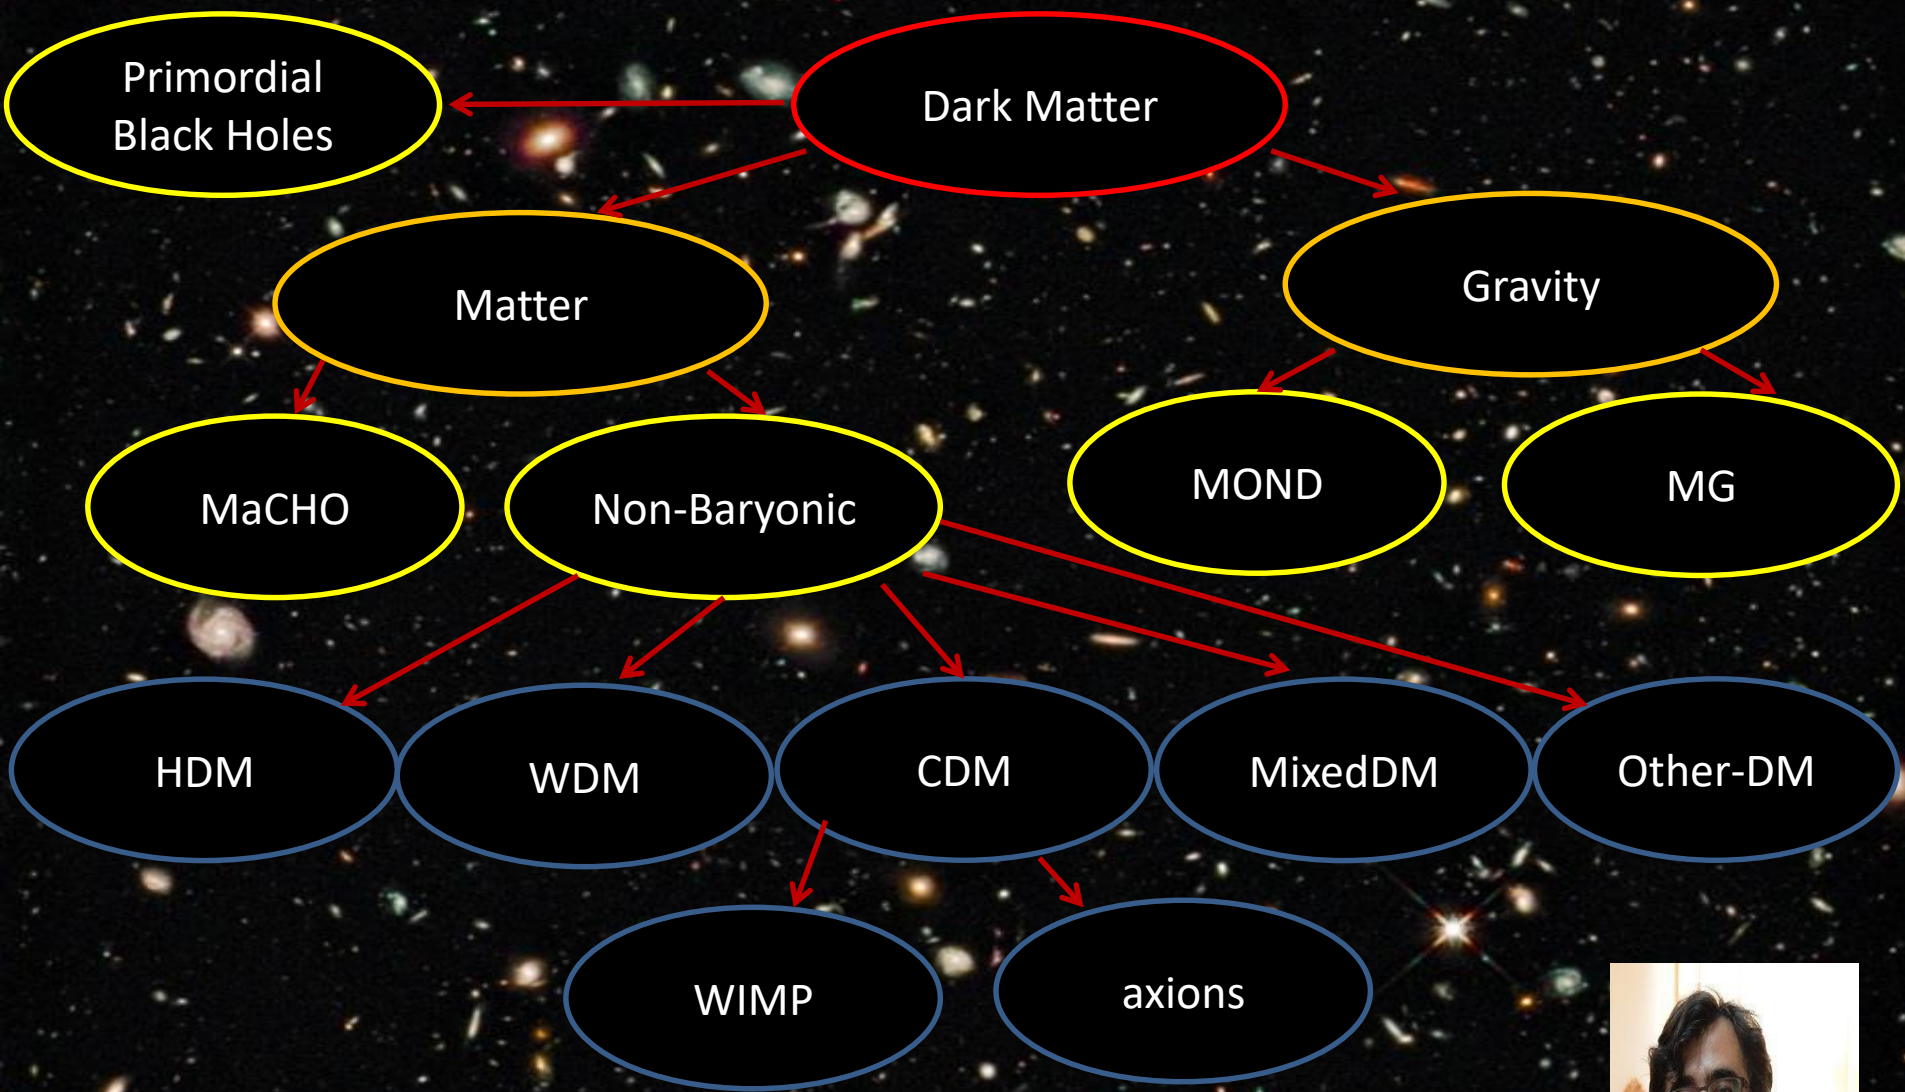 Primordial
Black Holes
Dark Matter
Matter
Gravity
MaCHO
Non-Baryonic
MOND
MG
HDM
WDM
CDM
MixedDM
Other-DM
WIMP
axions